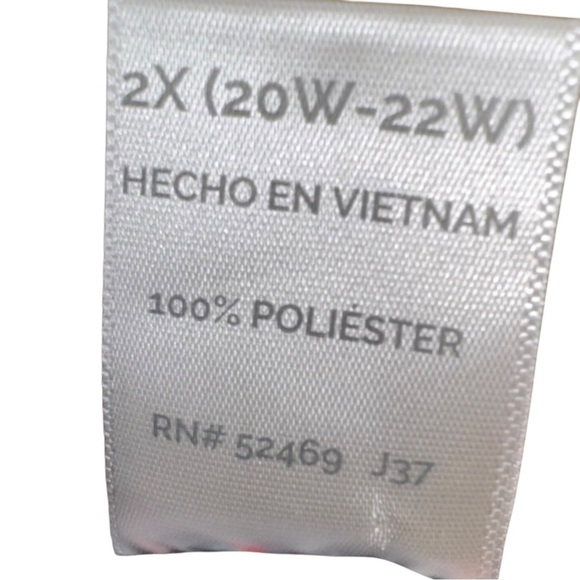 2X (20W-22W)
HECHO EN VIETNAM
100% POLIÉSTER
RN# 52469 J37